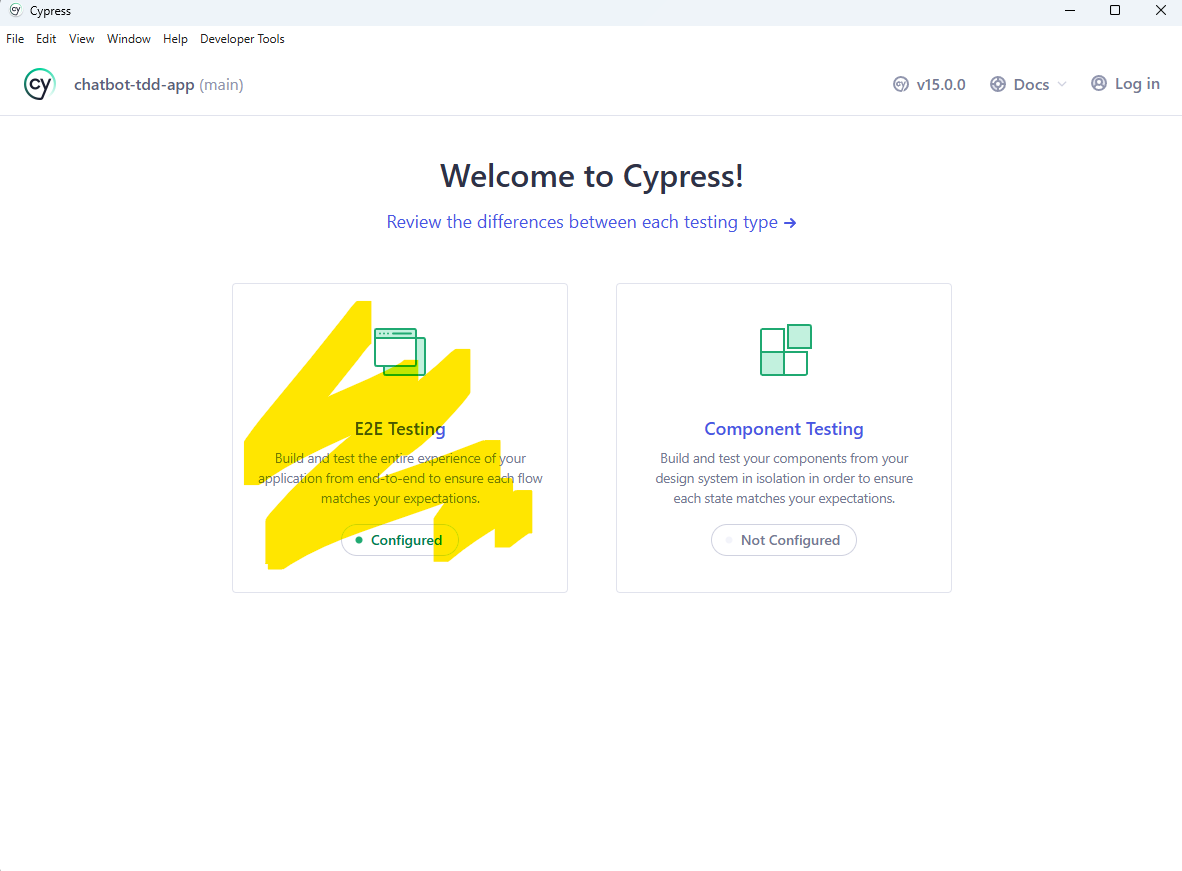 Cypress
File Edit View Window Help Developer Tools
cy chatbot-tdd-app (main) v15.0.0 Docs Log in
Welcome to Cypress!
Review the differences between each testing type →
E2E Testing
Build and test the entire experience of your
application from end-to-end to ensure each flow
matches your expectations.
Configured
Component Testing
Build and test your components from your
design system in isolation in order to ensure
each state matches your expectations.
Not Configured